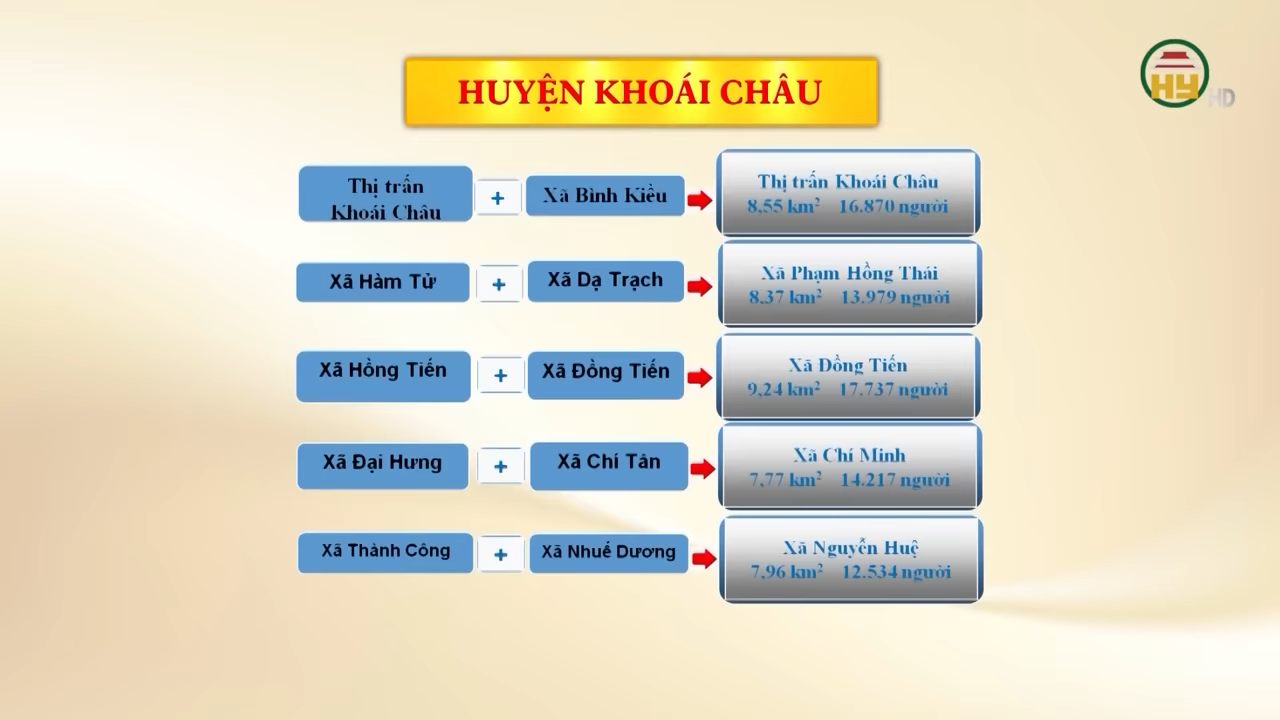 HUYỆN KHOÁI CHÂU
HY HD
Thị trấn
Khoái Châu
+
Xã Bình Kiều
Thị trấn Khoái Châu
8,55 km² 16.870 người
Xã Hàm Tử
+
Xã Dạ Trạch
Xã Phạm Hồng Thái
8.37 km² 13.979 người
Xã Hồng Tiến
+
Xã Đồng Tiến
Xã Đồng Tiến
9,24 km² 17.737 người
Xã Đại Hưng
+
Xã Chí Tân
Xã Chí Minh
7,77 km² 14.217 người
Xã Thành Công
+
Xã Nhuế Dương
Xã Nguyễn Huệ
7,96 km² 12.534 người